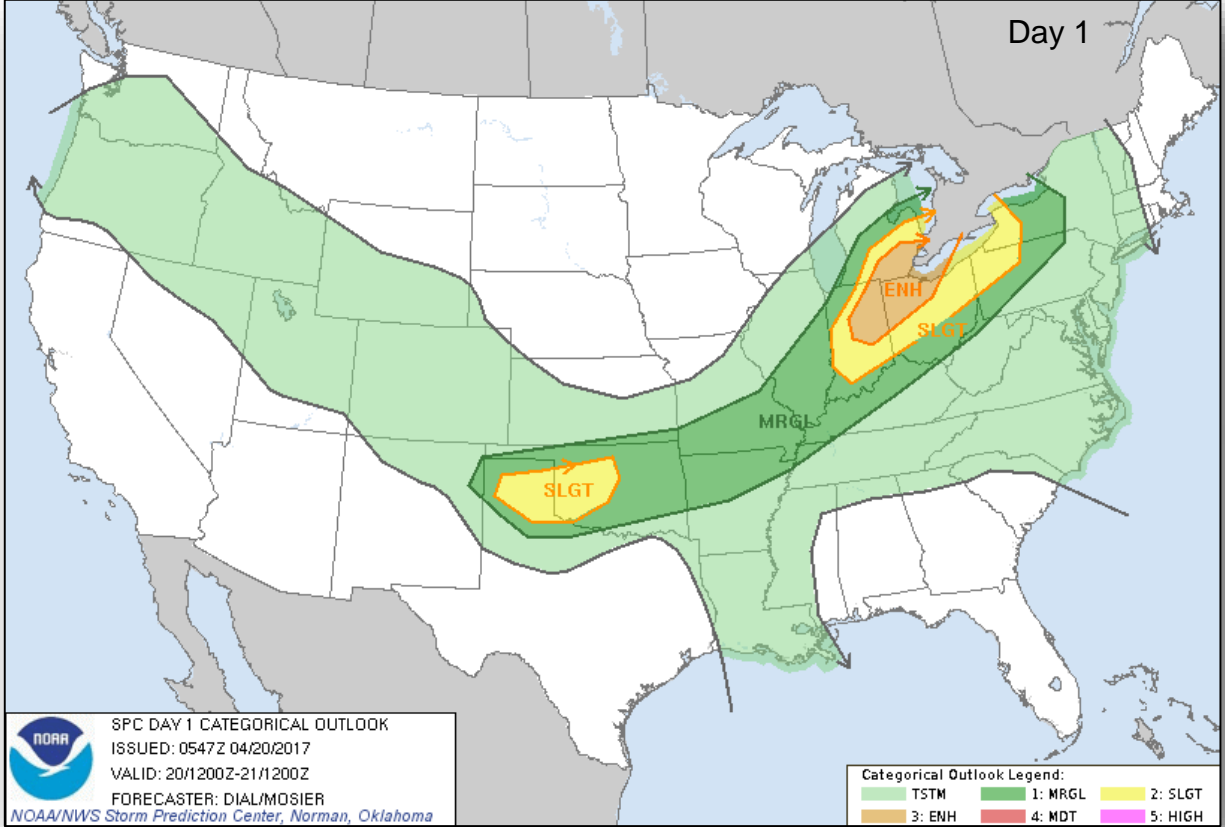 Day 1
ENH
SLGT
MRGL
SLGT
NOAA
SPC DAY 1 CATEGORICAL OUTLOOK
ISSUED: 0547Z 04/20/2017
VALID: 20/1200Z-21/1200Z
FORECASTER: DIAL/MOSIER
NOAA/NWS Storm Prediction Center, Norman, Oklahoma
Categorical Outlook Legend:
TSTM 1: MRGL 2: SLGT
3: ENH 4: MDT 5: HIGH